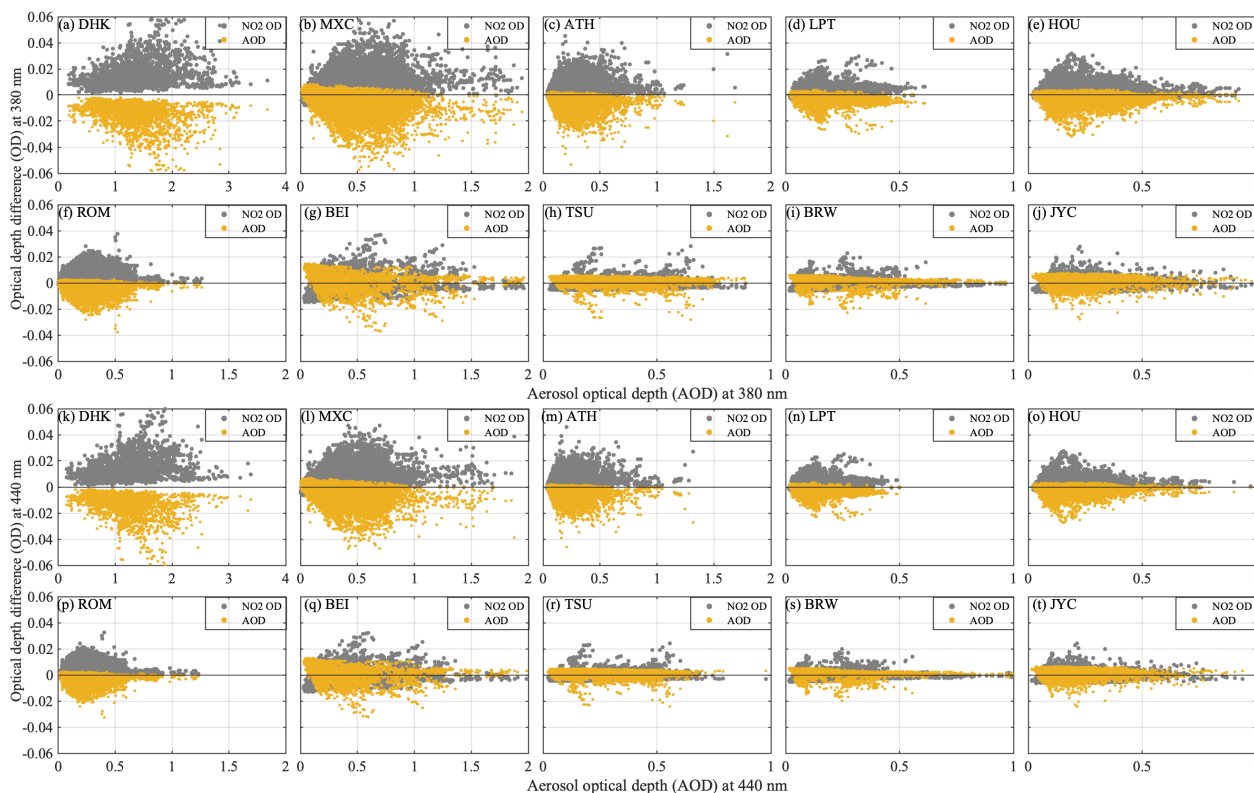 Optical depth difference (OD) at 380 nm
0.06
0.04
0.02
0
-0.02
-0.04
-0.06
(a) DHK
NO2 OD
AOD
0 1 2 3 4
(b) MXC
NO2 OD
AOD
0 0.5 1 1.5 2
(c) ATH
NO2 OD
AOD
0 0.5 1 1.5 2
(d) LPT
NO2 OD
AOD
0 0.5 1
(e) HOU
NO2 OD
AOD
0 0.5
0.06
0.04
0.02
0
-0.02
-0.04
-0.06
(f) ROM
NO2 OD
AOD
0 0.5 1 1.5 2
(g) BEI
NO2 OD
AOD
0 0.5 1 1.5 2
(h) TSU
NO2 OD
AOD
0 0.5 1
(i) BRW
NO2 OD
AOD
0 0.5 1
(j) JYC
NO2 OD
AOD
0 0.5
Aerosol optical depth (AOD) at 380 nm
Optical depth difference (OD) at 440 nm
0.06
0.04
0.02
0
-0.02
-0.04
-0.06
(k) DHK
NO2 OD
AOD
0 1 2 3 4
(l) MXC
NO2 OD
AOD
0 0.5 1 1.5 2
(m) ATH
NO2 OD
AOD
0 0.5 1 1.5 2
(n) LPT
NO2 OD
AOD
0 0.5 1
(o) HOU
NO2 OD
AOD
0 0.5
0.06
0.04
0.02
0
-0.02
-0.04
-0.06
(p) ROM
NO2 OD
AOD
0 0.5 1 1.5 2
(q) BEI
NO2 OD
AOD
0 0.5 1 1.5 2
(r) TSU
NO2 OD
AOD
0 0.5 1
(s) BRW
NO2 OD
AOD
0 0.5 1
(t) JYC
NO2 OD
AOD
0 0.5
Aerosol optical depth (AOD) at 440 nm